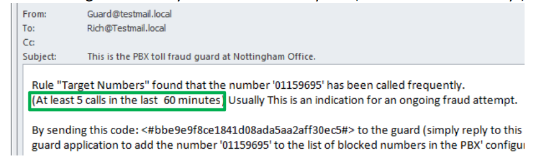 From: Guard@testmail.local
To: Rich@Testmail.local
Cc:
Subject: This is the PBX toll fraud guard at Nottingham Office.
Rule "Target Numbers" found that the number '01159695' has been called frequently.
(At least 5 calls in the last 60 minutes) Usually This is an indication for an ongoing fraud attempt.
By sending this code: <#bbe9e9f8ce1841d08ada5aa2aff30ec5#> to the guard (simply reply to this
guard application to add the number '01159695' to the list of blocked numbers in the PBX' configur